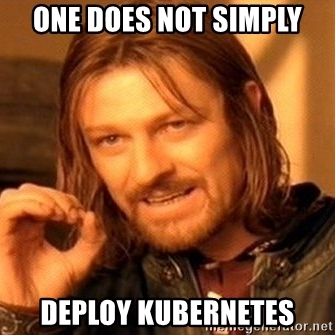 ONE DOES NOT SIMPLY
DEPLOY KUBERNETES
memegenerator.net